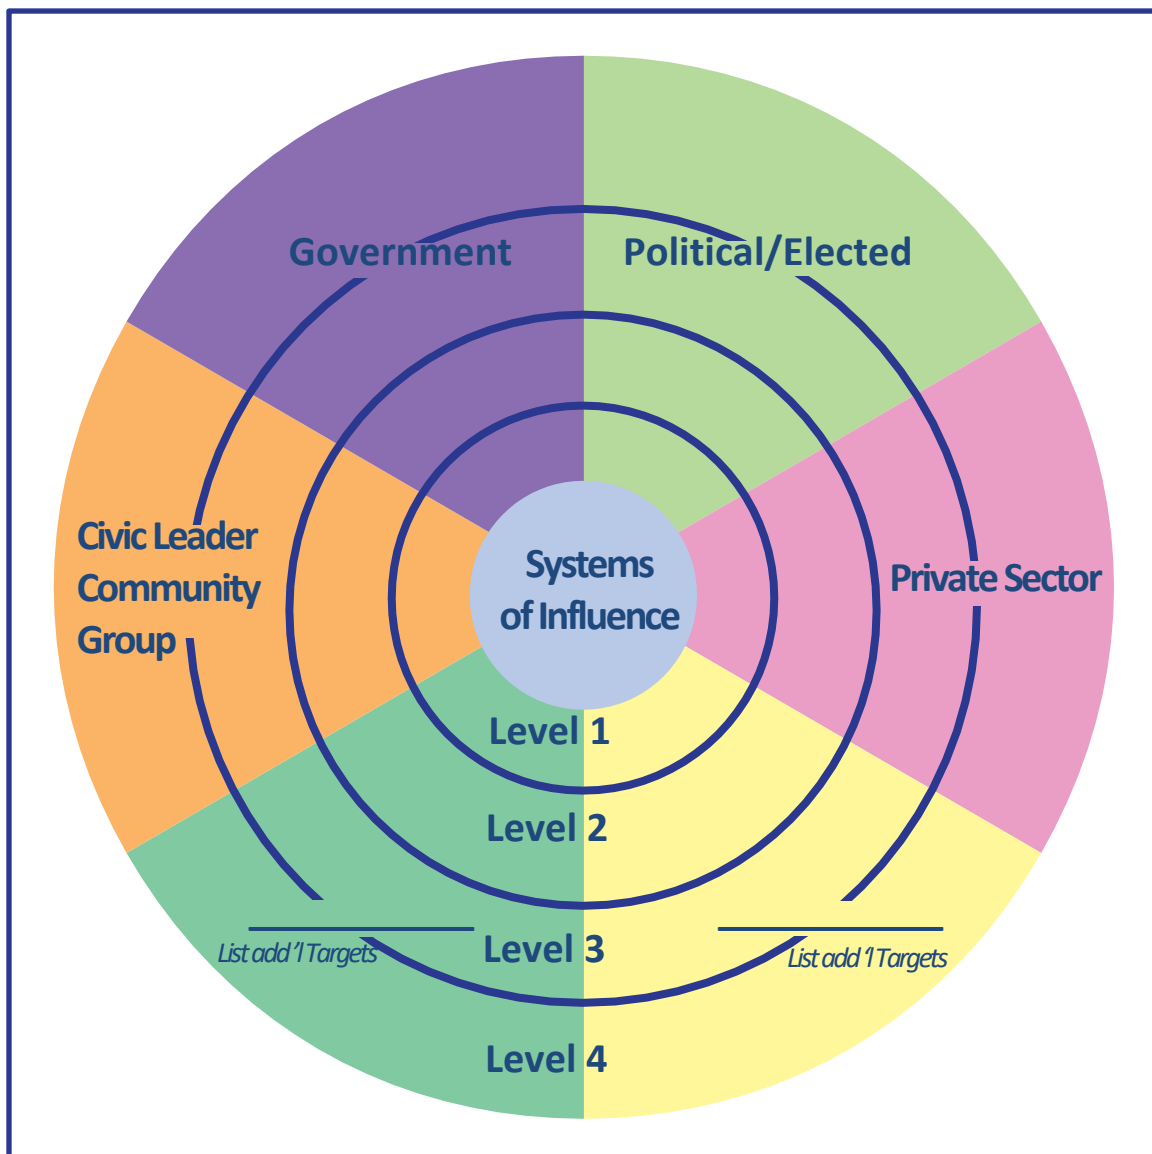 Government
Political/Elected
Civic Leader
Community
Group
Systems
of Influence
Private Sector
Level 1
Level 2
Level 3
List add 'l Targets
List add 'l Targets
Level 4